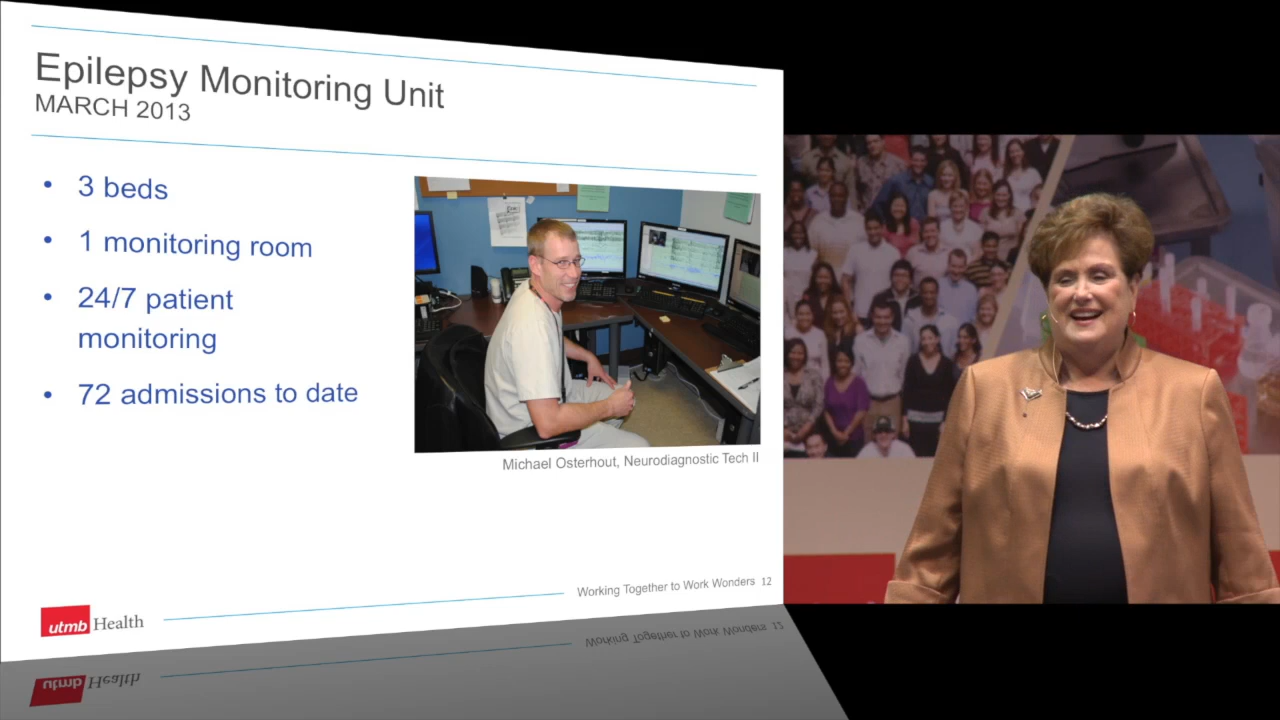 Epilepsy Monitoring Unit
MARCH 2013
• 3 beds
• 1 monitoring room
• 24/7 patient
monitoring
• 72 admissions to date
Michael Osterhout, Neurodiagnostic Tech II
Working Together to Work Wonders 12
utmb Health